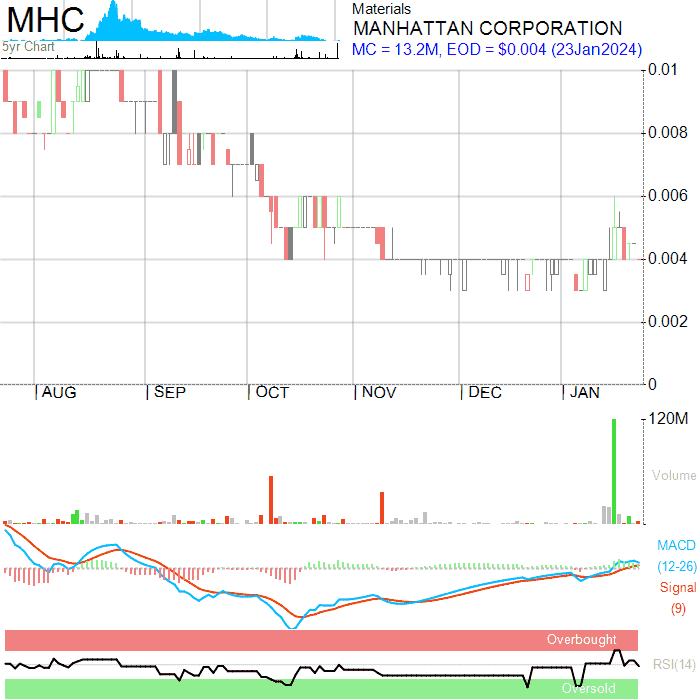 MHC
5yr Chart
Materials
MANHATTAN CORPORATION
MC = 13.2M, EOD = $0.004 (23Jan2024)
0.01
0.008
0.006
0.004
0.002
0
AUG SEP OCT NOV DEC JAN
120M
Volume
MACD
(12-26)
Signal
(9)
Overbought
RSI(14)
Oversold